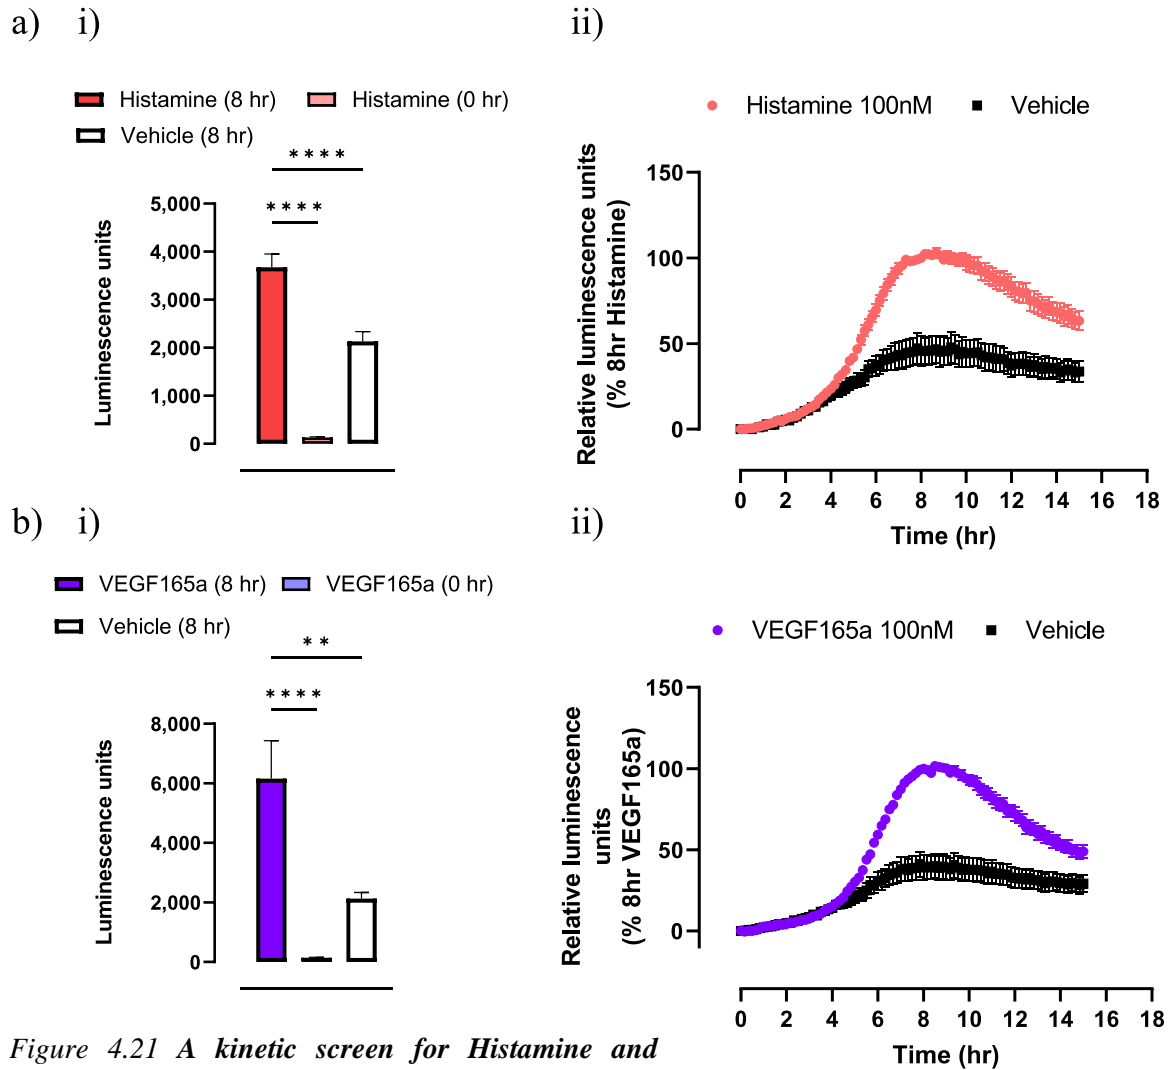 a) i)
Histamine (8 hr) Histamine (0 hr)
Vehicle (8 hr)
****
****
Luminescence units
5,000
4,000
3,000
2,000
1,000
0
ii)
Histamine 100nM Vehicle
Relative luminescence units
(% 8hr Histamine)
150
100
50
0
0 2 4 6 8 10 12 14 16 18
Time (hr)
b) i)
VEGF165a (8 hr) VEGF165a (0 hr)
Vehicle (8 hr)
**
****
Luminescence units
8,000
6,000
4,000
2,000
0
ii)
VEGF165a 100nM Vehicle
Relative luminescence
units
(% 8hr VEGF165a)
150
100
50
0
0 2 4 6 8 10 12 14 16 18
Time (hr)
Figure 4.21 A kinetic screen for Histamine and